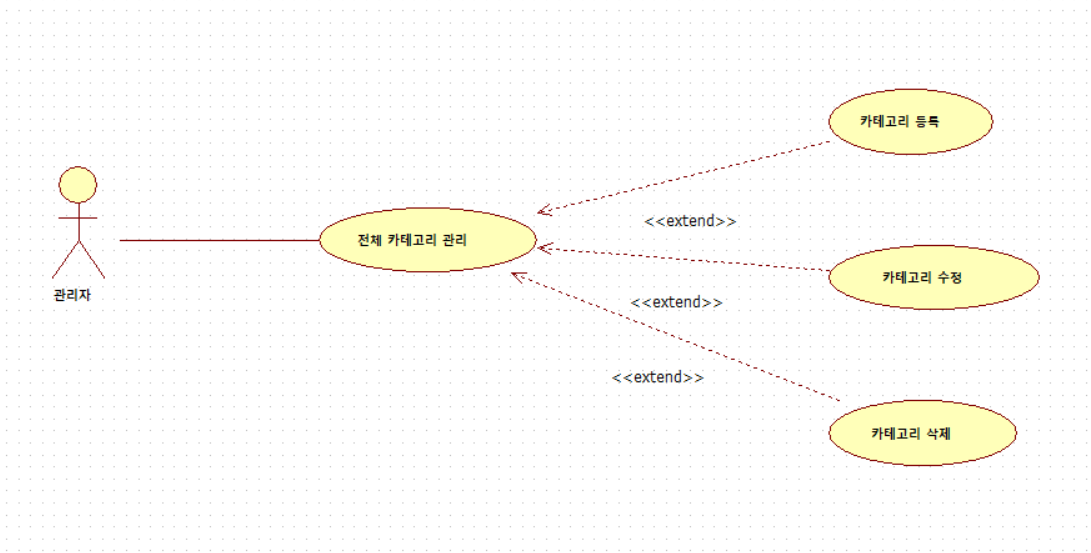 카테고리 등록
<<extend>>
전체 카테고리 관리
카테고리 수정
관리자
<<extend>>
<<extend>>
카테고리 삭제